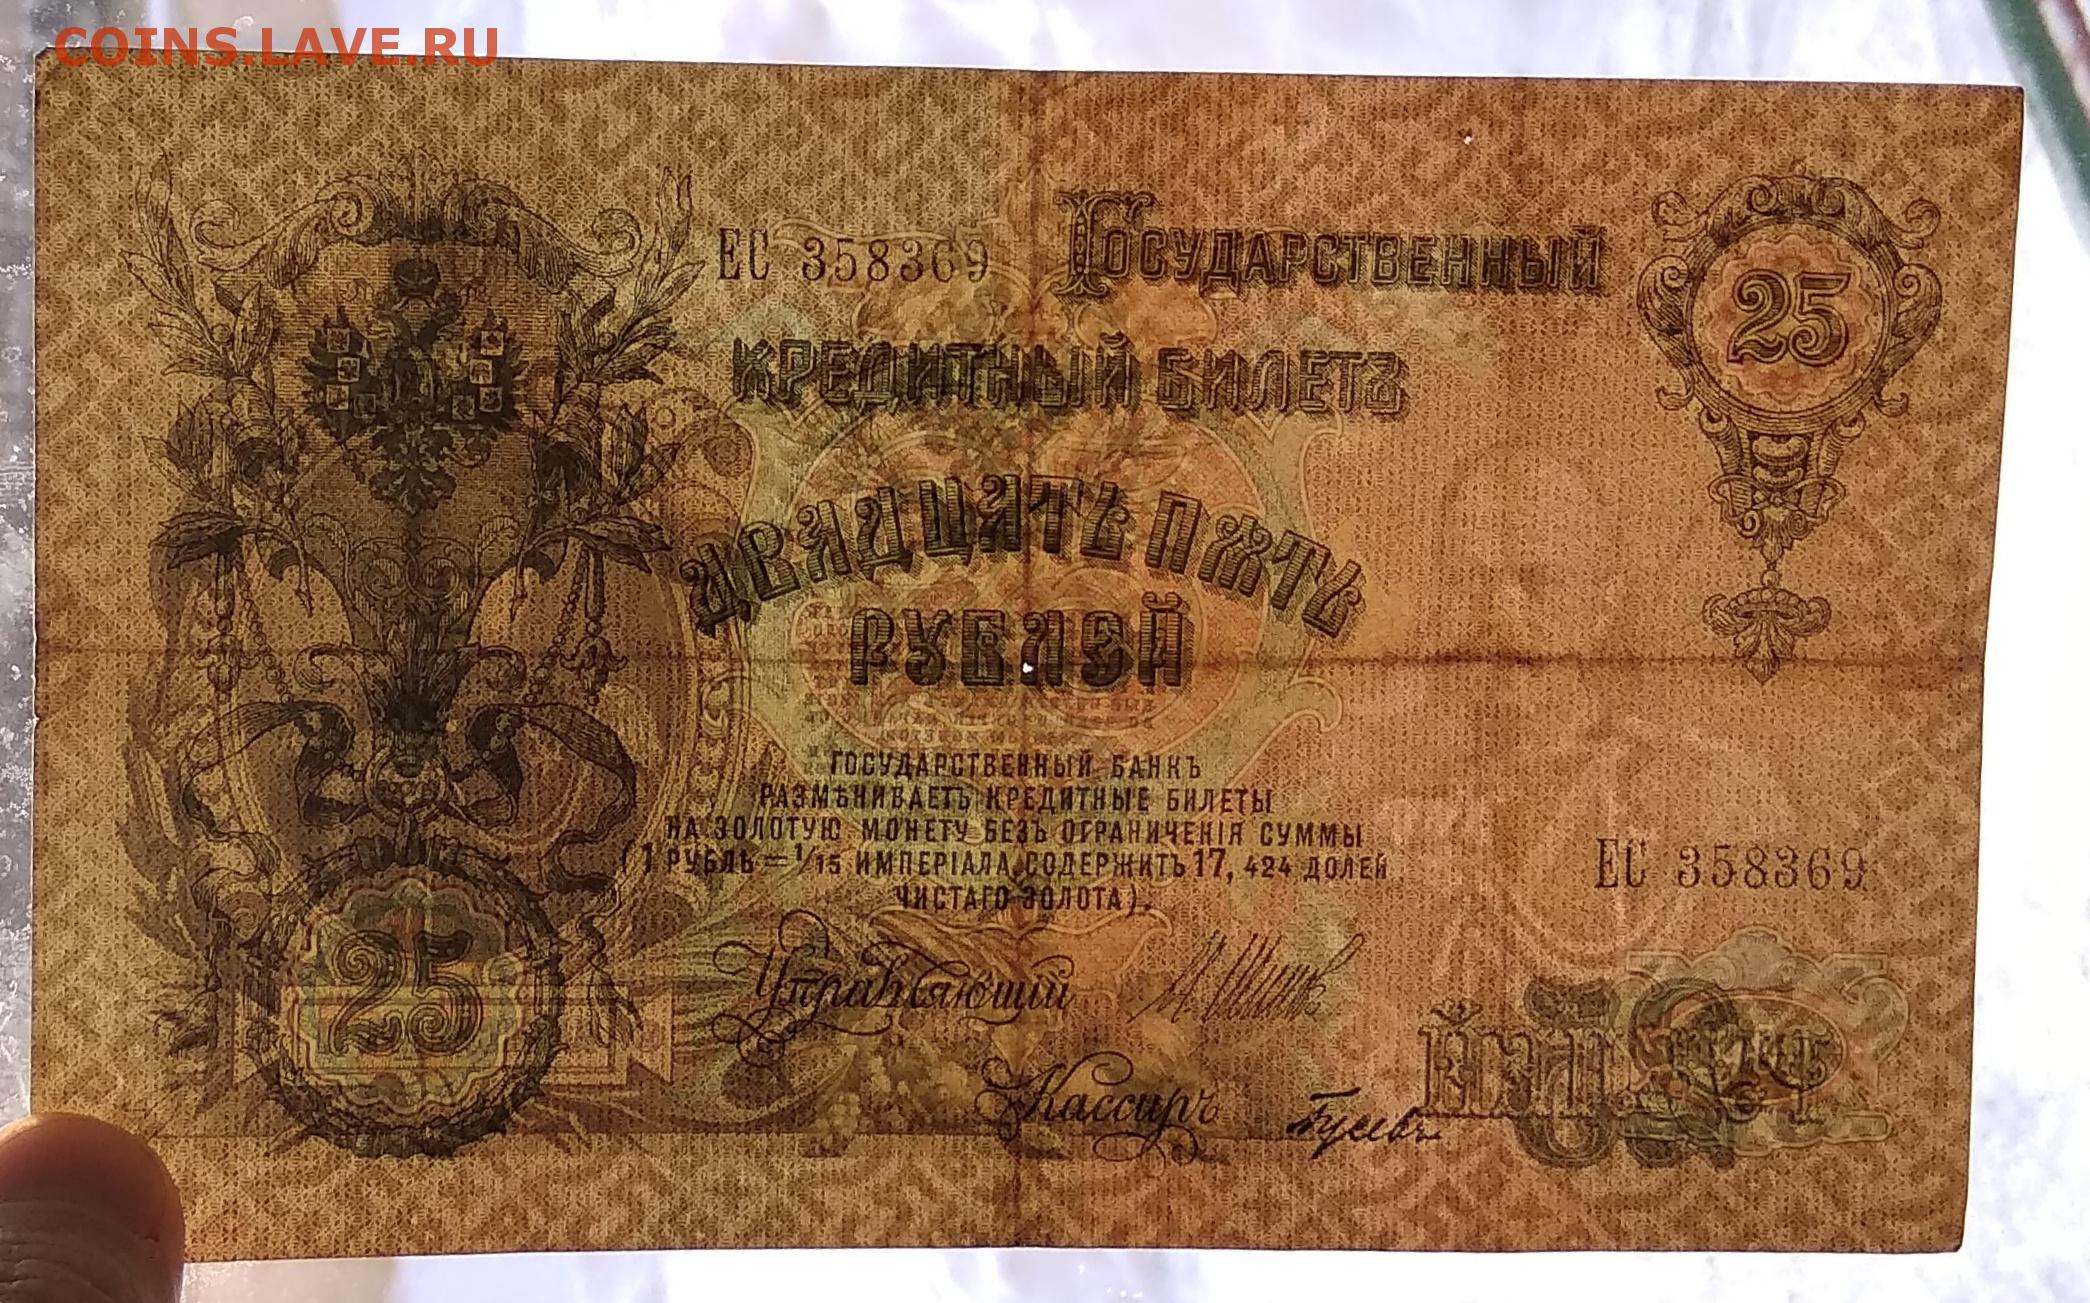 COINS.LAVE.RU
ЕС 358369 Государственный
25
Кредитный Билетъ
Двадцать пять
рублей
Государственный банкъ
размѣниваетъ кредитные билеты
на золотую монету безъ ограниченія суммы
(1 рубль = 1/15 имперіала, содержитъ 17,424 долей
чистаго золота).
ЕС 358369
25
Управляющій И. Шиповъ
Кассиръ Гусевъ